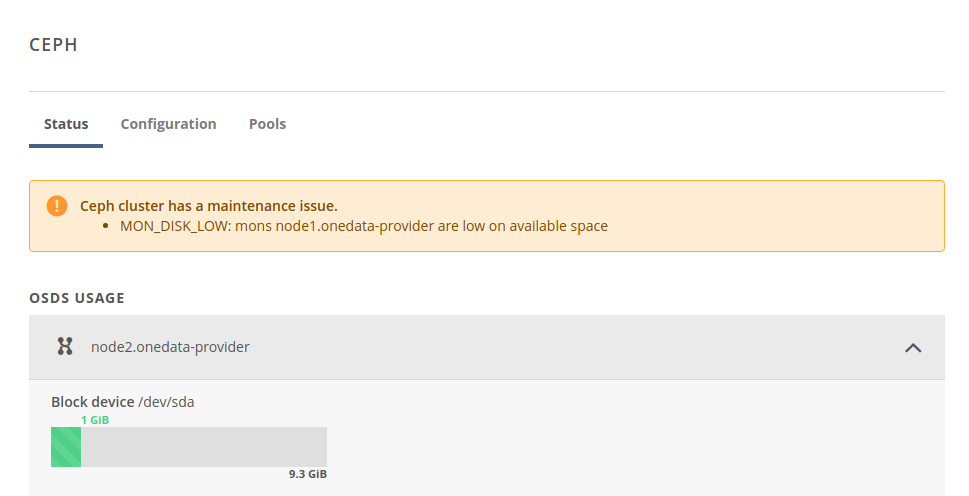 CEPH
Status Configuration Pools
Ceph cluster has a maintenance issue.
• MON_DISK_LOW: mons node1.onedata-provider are low on available space
OSDS USAGE
node2.onedata-provider
Block device /dev/sda
1 GiB
9.3 GiB